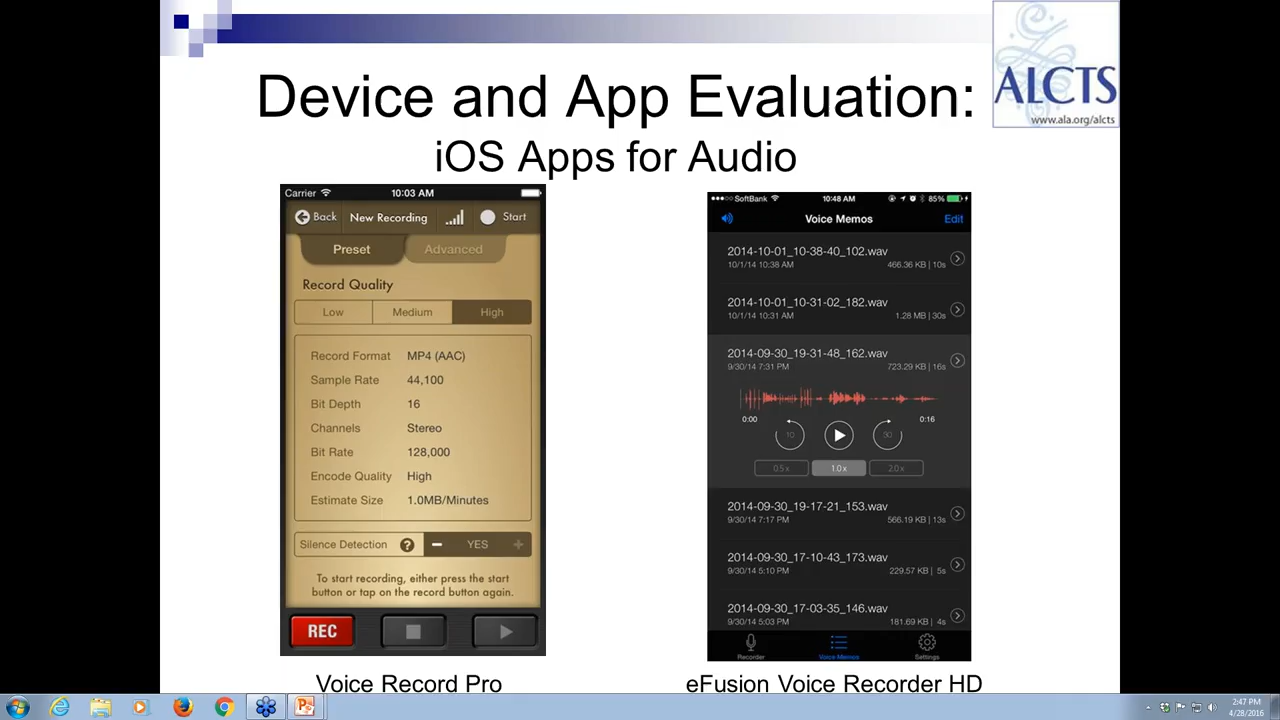 Device and App Evaluation:
iOS Apps for Audio
ALCTS
www.ala.org/alcts
Carrier 10:03 AM
Back New Recording Start
Preset Advanced
Record Quality
Low Medium High
Record Format MP4 (AAC)
Sample Rate 44,100
Bit Depth 16
Channels Stereo
Bit Rate 128,000
Encode Quality High
Estimate Size 1.0MB/Minutes
Silence Detection ? YES
To start recording, either press the start
button or tap on the record button again.
REC
Voice Record Pro
SoftBank 10:48 AM 85%
Voice Memos Edit
2014-10-01_10-38-40_102.wav
10/1/14 10:38 AM 466.36 KB | 10s
2014-10-01_10-31-02_182.wav
10/1/14 10:31 AM 1.28 MB | 30s
2014-09-30_19-31-48_162.wav
9/30/14 7:31 PM 723.29 KB | 16s
0:00 0:16
10 30
0.5x 1.0x 2.0x
2014-09-30_19-17-21_153.wav
9/30/14 7:17 PM 566.19 KB | 13s
2014-09-30_17-10-43_173.wav
9/30/14 5:10 PM 229.57 KB | 5s
2014-09-30_17-03-35_146.wav
9/30/14 5:03 PM 181.69 KB | 4s
Recorder Voice Memos Settings
eFusion Voice Recorder HD
2:47 PM
4/28/2016